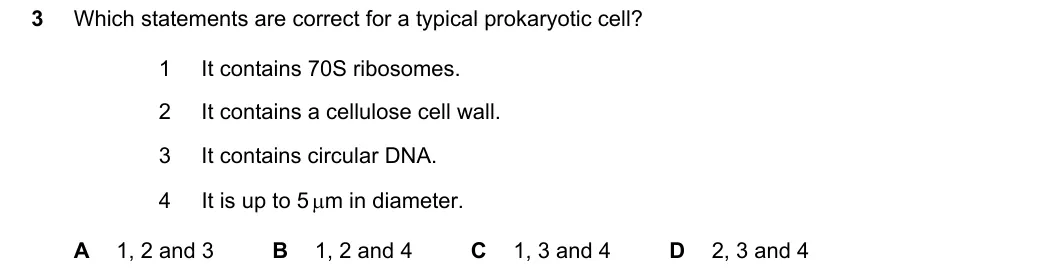 3 Which statements are correct for a typical prokaryotic cell?
1 It contains 70S ribosomes.
2 It contains a cellulose cell wall.
3 It contains circular DNA.
4 It is up to 5 μm in diameter.
A 1, 2 and 3 B 1, 2 and 4 C 1, 3 and 4 D 2, 3 and 4